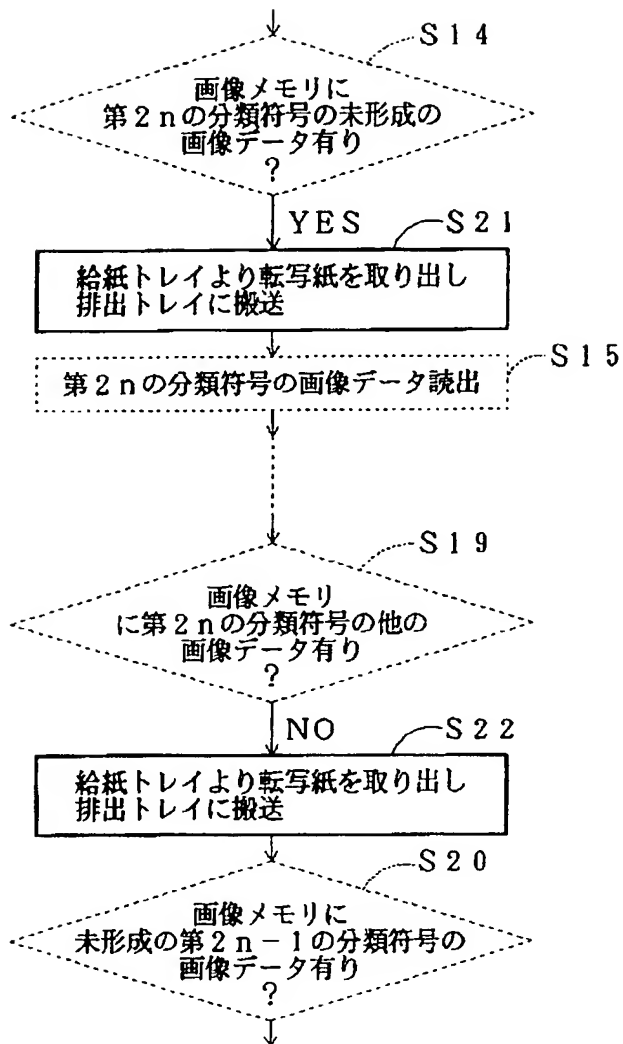 S14
画像メモリに
第2nの分類符号の未形成の
画像データ有り
?
YES
S21
給紙トレイより転写紙を取り出し
排出トレイに搬送
S15
第2nの分類符号の画像データ読出
S19
画像メモリ
に第2nの分類符号の他の
画像データ有り
?
NO
S22
給紙トレイより転写紙を取り出し
排出トレイに搬送
S20
画像メモリに
未形成の第2n-1の分類符号の
画像データ有り
?